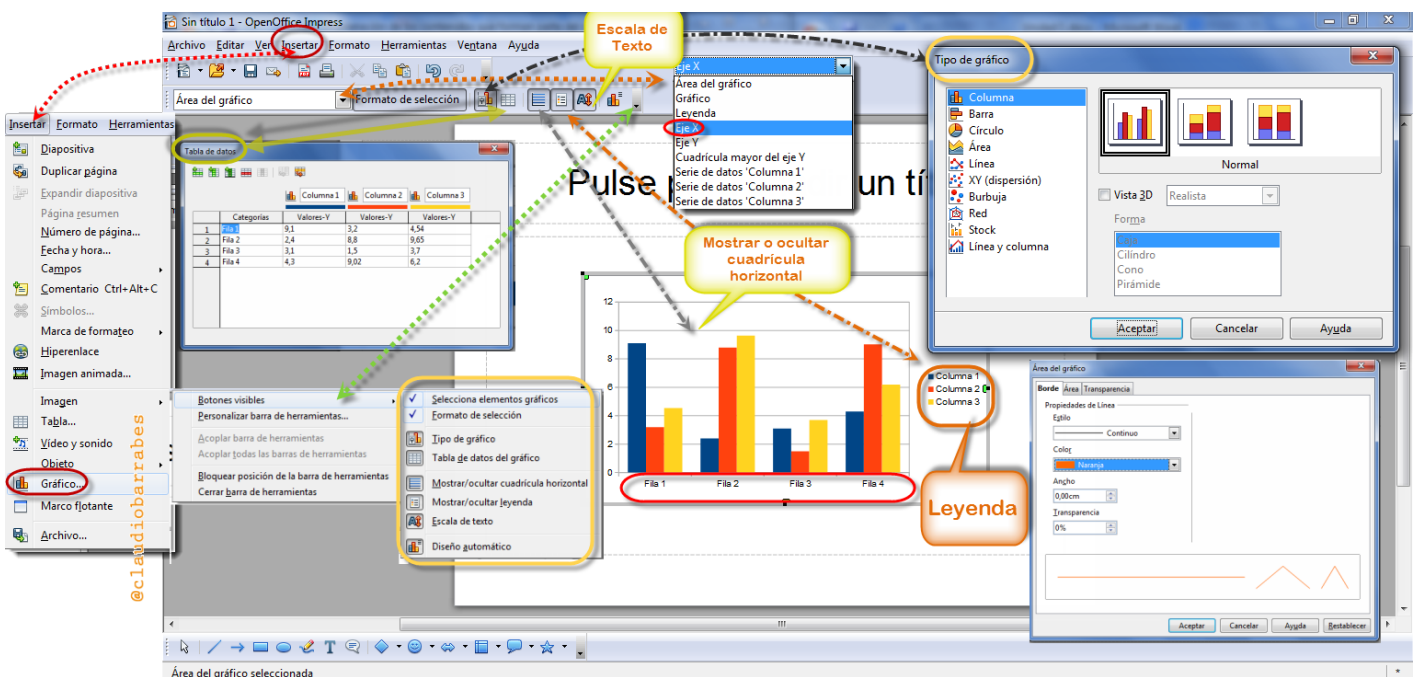 Sin título 1 - OpenOffice Impress
Archivo Editar Ver Insertar Formato Herramientas Ventana Ayuda
Escala de
Texto
Área del gráfico
Formato de selección
Eje X
Área del gráfico
Gráfico
Leyenda
Eje X
Eje Y
Cuadrícula mayor del eje Y
Serie de datos 'Columna 1'
Serie de datos 'Columna 2'
Serie de datos 'Columna 3'
Tipo de gráfico
Columna
Barra
Círculo
Área
Línea
XY (dispersión)
Burbuja
Red
Stock
Línea y columna
Normal
Vista 3D
Realista
Forma
Cilindro
Cono
Pirámide
Aceptar Cancelar Ayuda
Insertar Formato Herramientas
Diapositiva
Duplicar página
Expandir diapositiva
Página resumen
Número de página...
Fecha y hora...
Campos
Comentario Ctrl+Alt+C
Símbolos...
Marca de formateo
Hiperenlace
Imagen animada...
Imagen
Tabla...
Vídeo y sonido
Objeto
Gráfico...
Marco flotante
Archivo...
@claudiobarrabes
Tabla de datos
Columna 1 Columna 2 Columna 3
Categorías Valores-Y Valores-Y Valores-Y
1 Fila 1 9,1 3,2 4,54
2 Fila 2 2,4 8,8 9,65
3 Fila 3 3,1 1,5 3,7
4 Fila 4 4,3 9,02 6,2
Pulse p un tí
Mostrar o ocultar
cuadrícula
horizontal
12
10
8
6
4
2
0
Fila 1 Fila 2 Fila 3 Fila 4
Columna 1
Columna 2
Columna 3
Leyenda
Botones visibles
Personalizar barra de herramientas...
Acoplar barra de herramientas
Acoplar todas las barras de herramientas
Bloquear posición de la barra de herramientas
Cerrar barra de herramientas
Selecciona elementos gráficos
Formato de selección
Tipo de gráfico
Tabla de datos del gráfico
Mostrar/ocultar cuadrícula horizontal
Mostrar/ocultar leyenda
Escala de texto
Diseño automático
Área del gráfico
Borde Área Transparencia
Propiedades de Línea
Estilo
Continuo
Color
Naranja
Ancho
0,00cm
Transparencia
0%
Aceptar Cancelar Ayuda Restablecer
Área del gráfico seleccionada